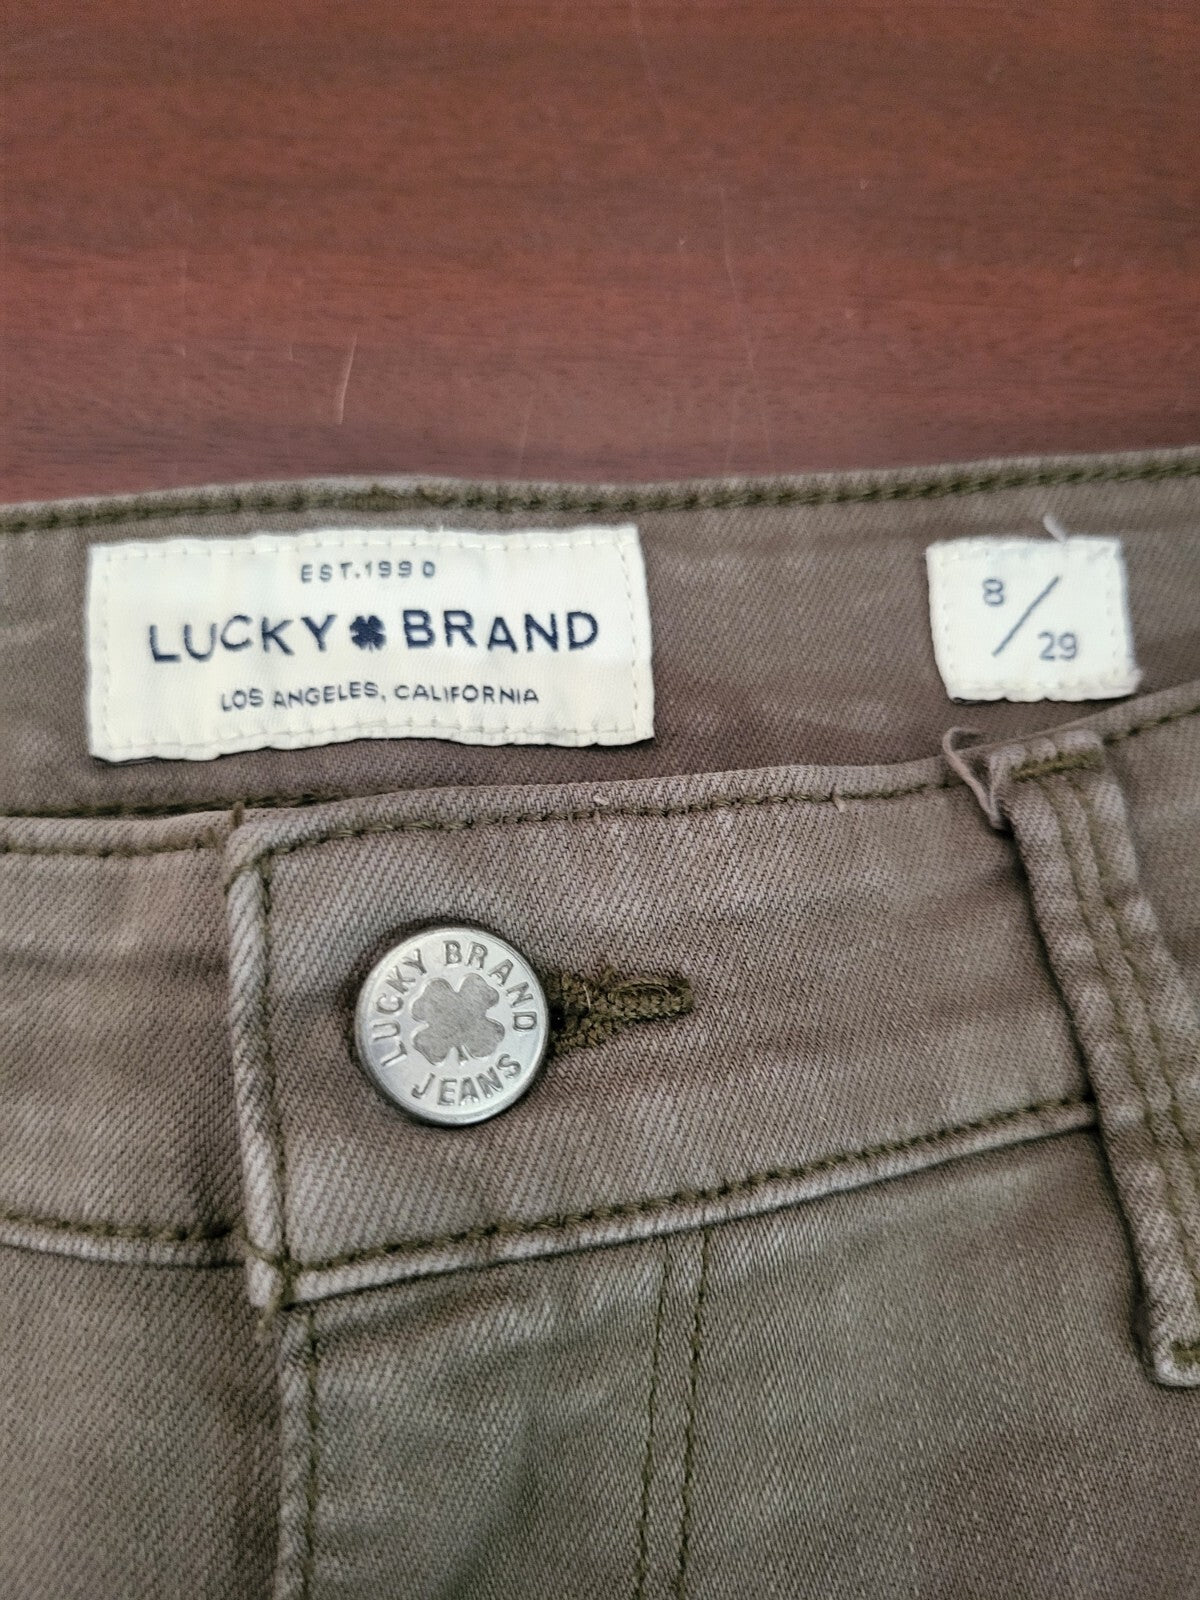 EST.1990
LUCKY BRAND
LOS ANGELES, CALIFORNIA
8/29
LUCKY BRAND
JEANS